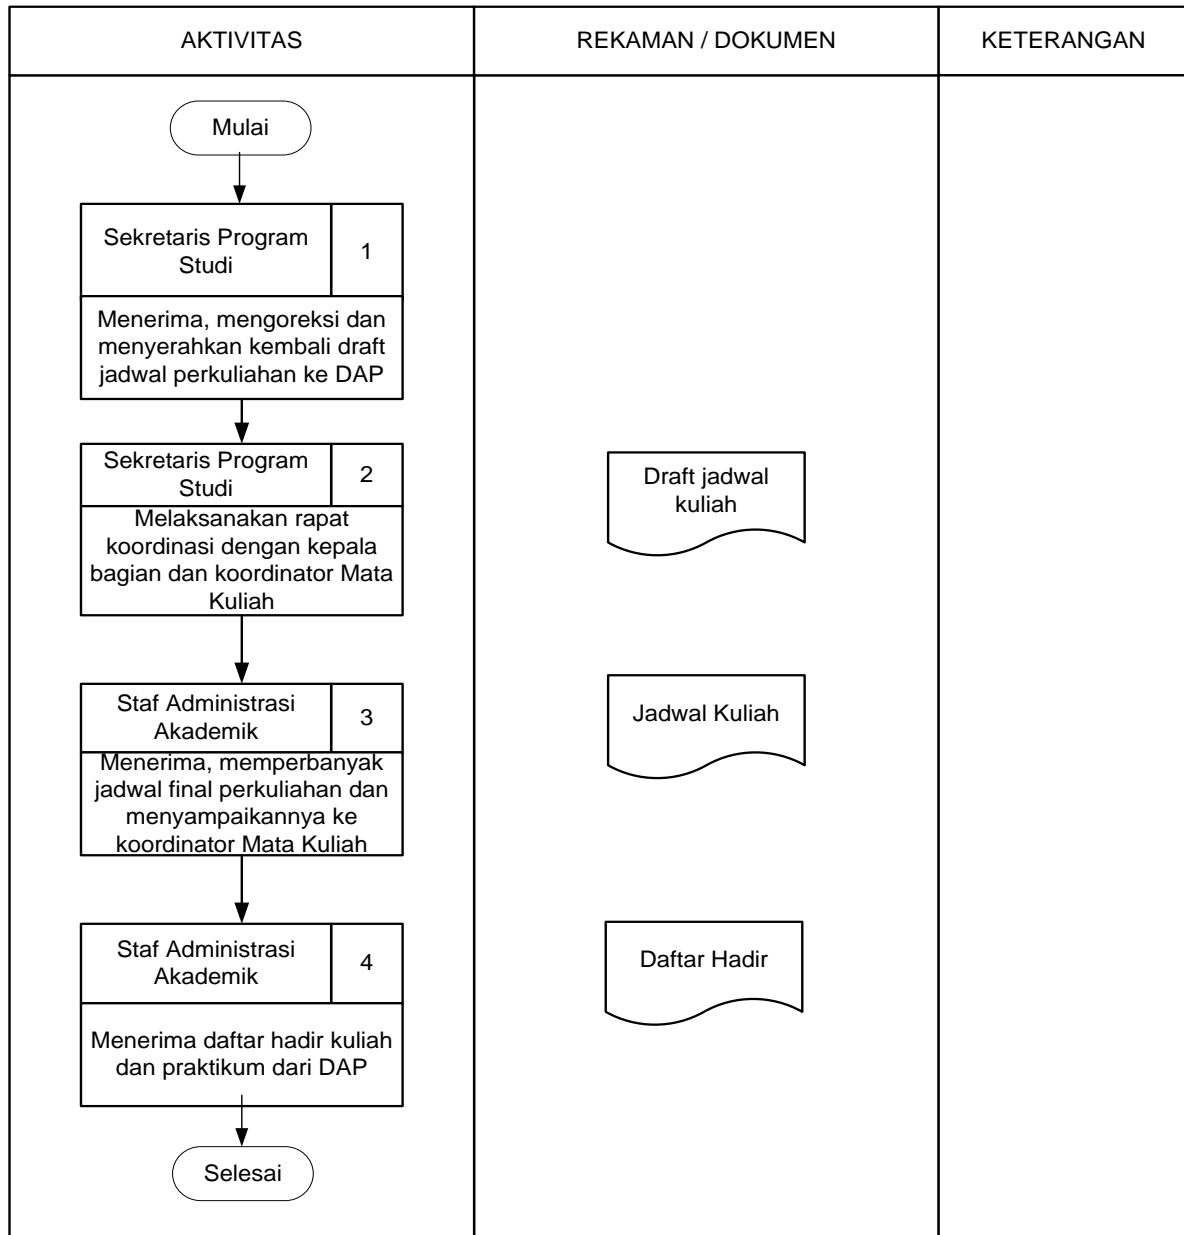 AKTIVITAS
REKAMAN / DOKUMEN
KETERANGAN
Mulai
Sekretaris Program
Studi
1
Menerima, mengoreksi dan
menyerahkan kembali draft
jadwal perkuliahan ke DAP
Sekretaris Program
Studi
2
Melaksanakan rapat
koordinasi dengan kepala
bagian dan koordinator Mata
Kuliah
Draft jadwal
kuliah
Staf Administrasi
Akademik
3
Menerima, memperbanyak
jadwal final perkuliahan dan
menyampaikannya ke
koordinator Mata Kuliah
Jadwal Kuliah
Staf Administrasi
Akademik
4
Menerima daftar hadir kuliah
dan praktikum dari DAP
Daftar Hadir
Selesai